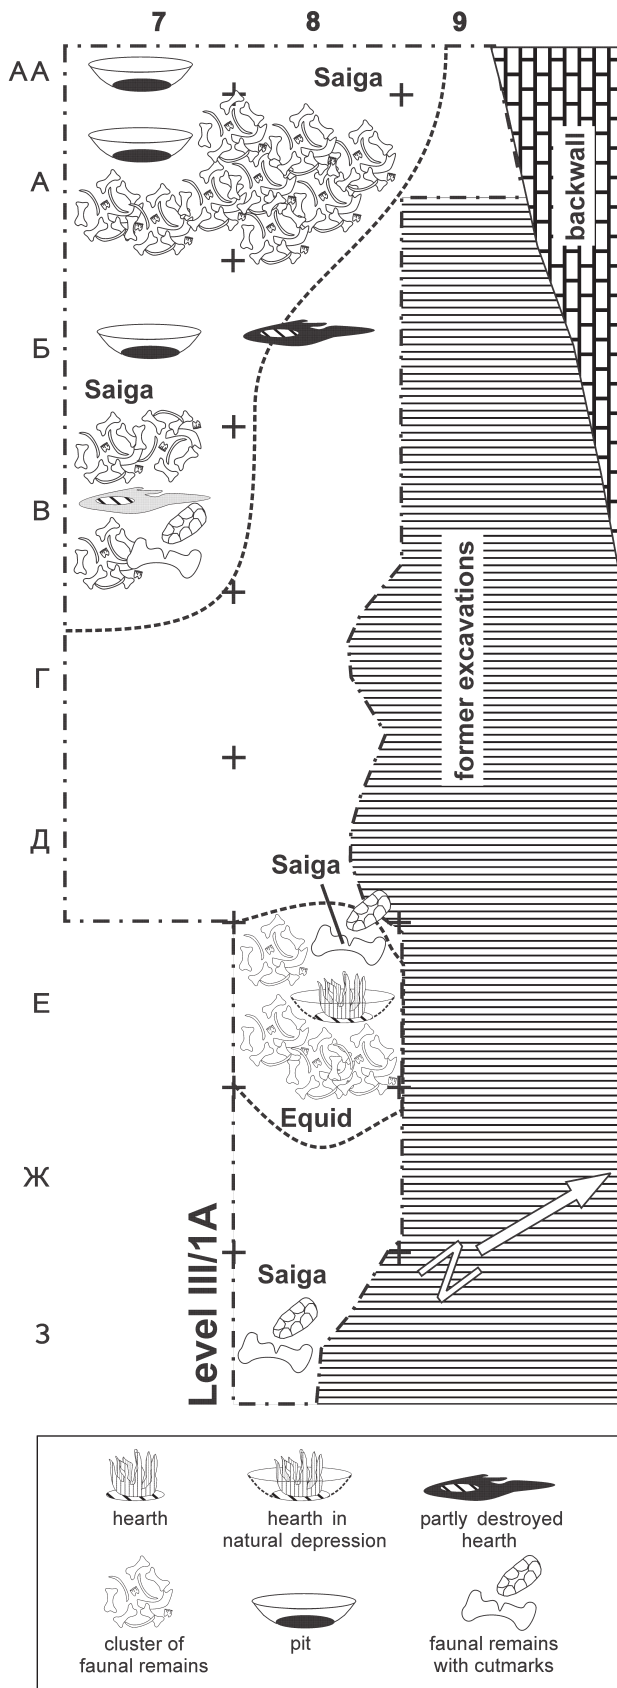 7 8 9
АА
Saiga
А
backwall
Б
Saiga
В
former excavations
Г
Д
Saiga
Е
Equid
Ж
Level III/1A
N
Saiga
З
hearth
hearth in
natural depression
partly destroyed
hearth
cluster of
faunal remains
pit
faunal remains
with cutmarks